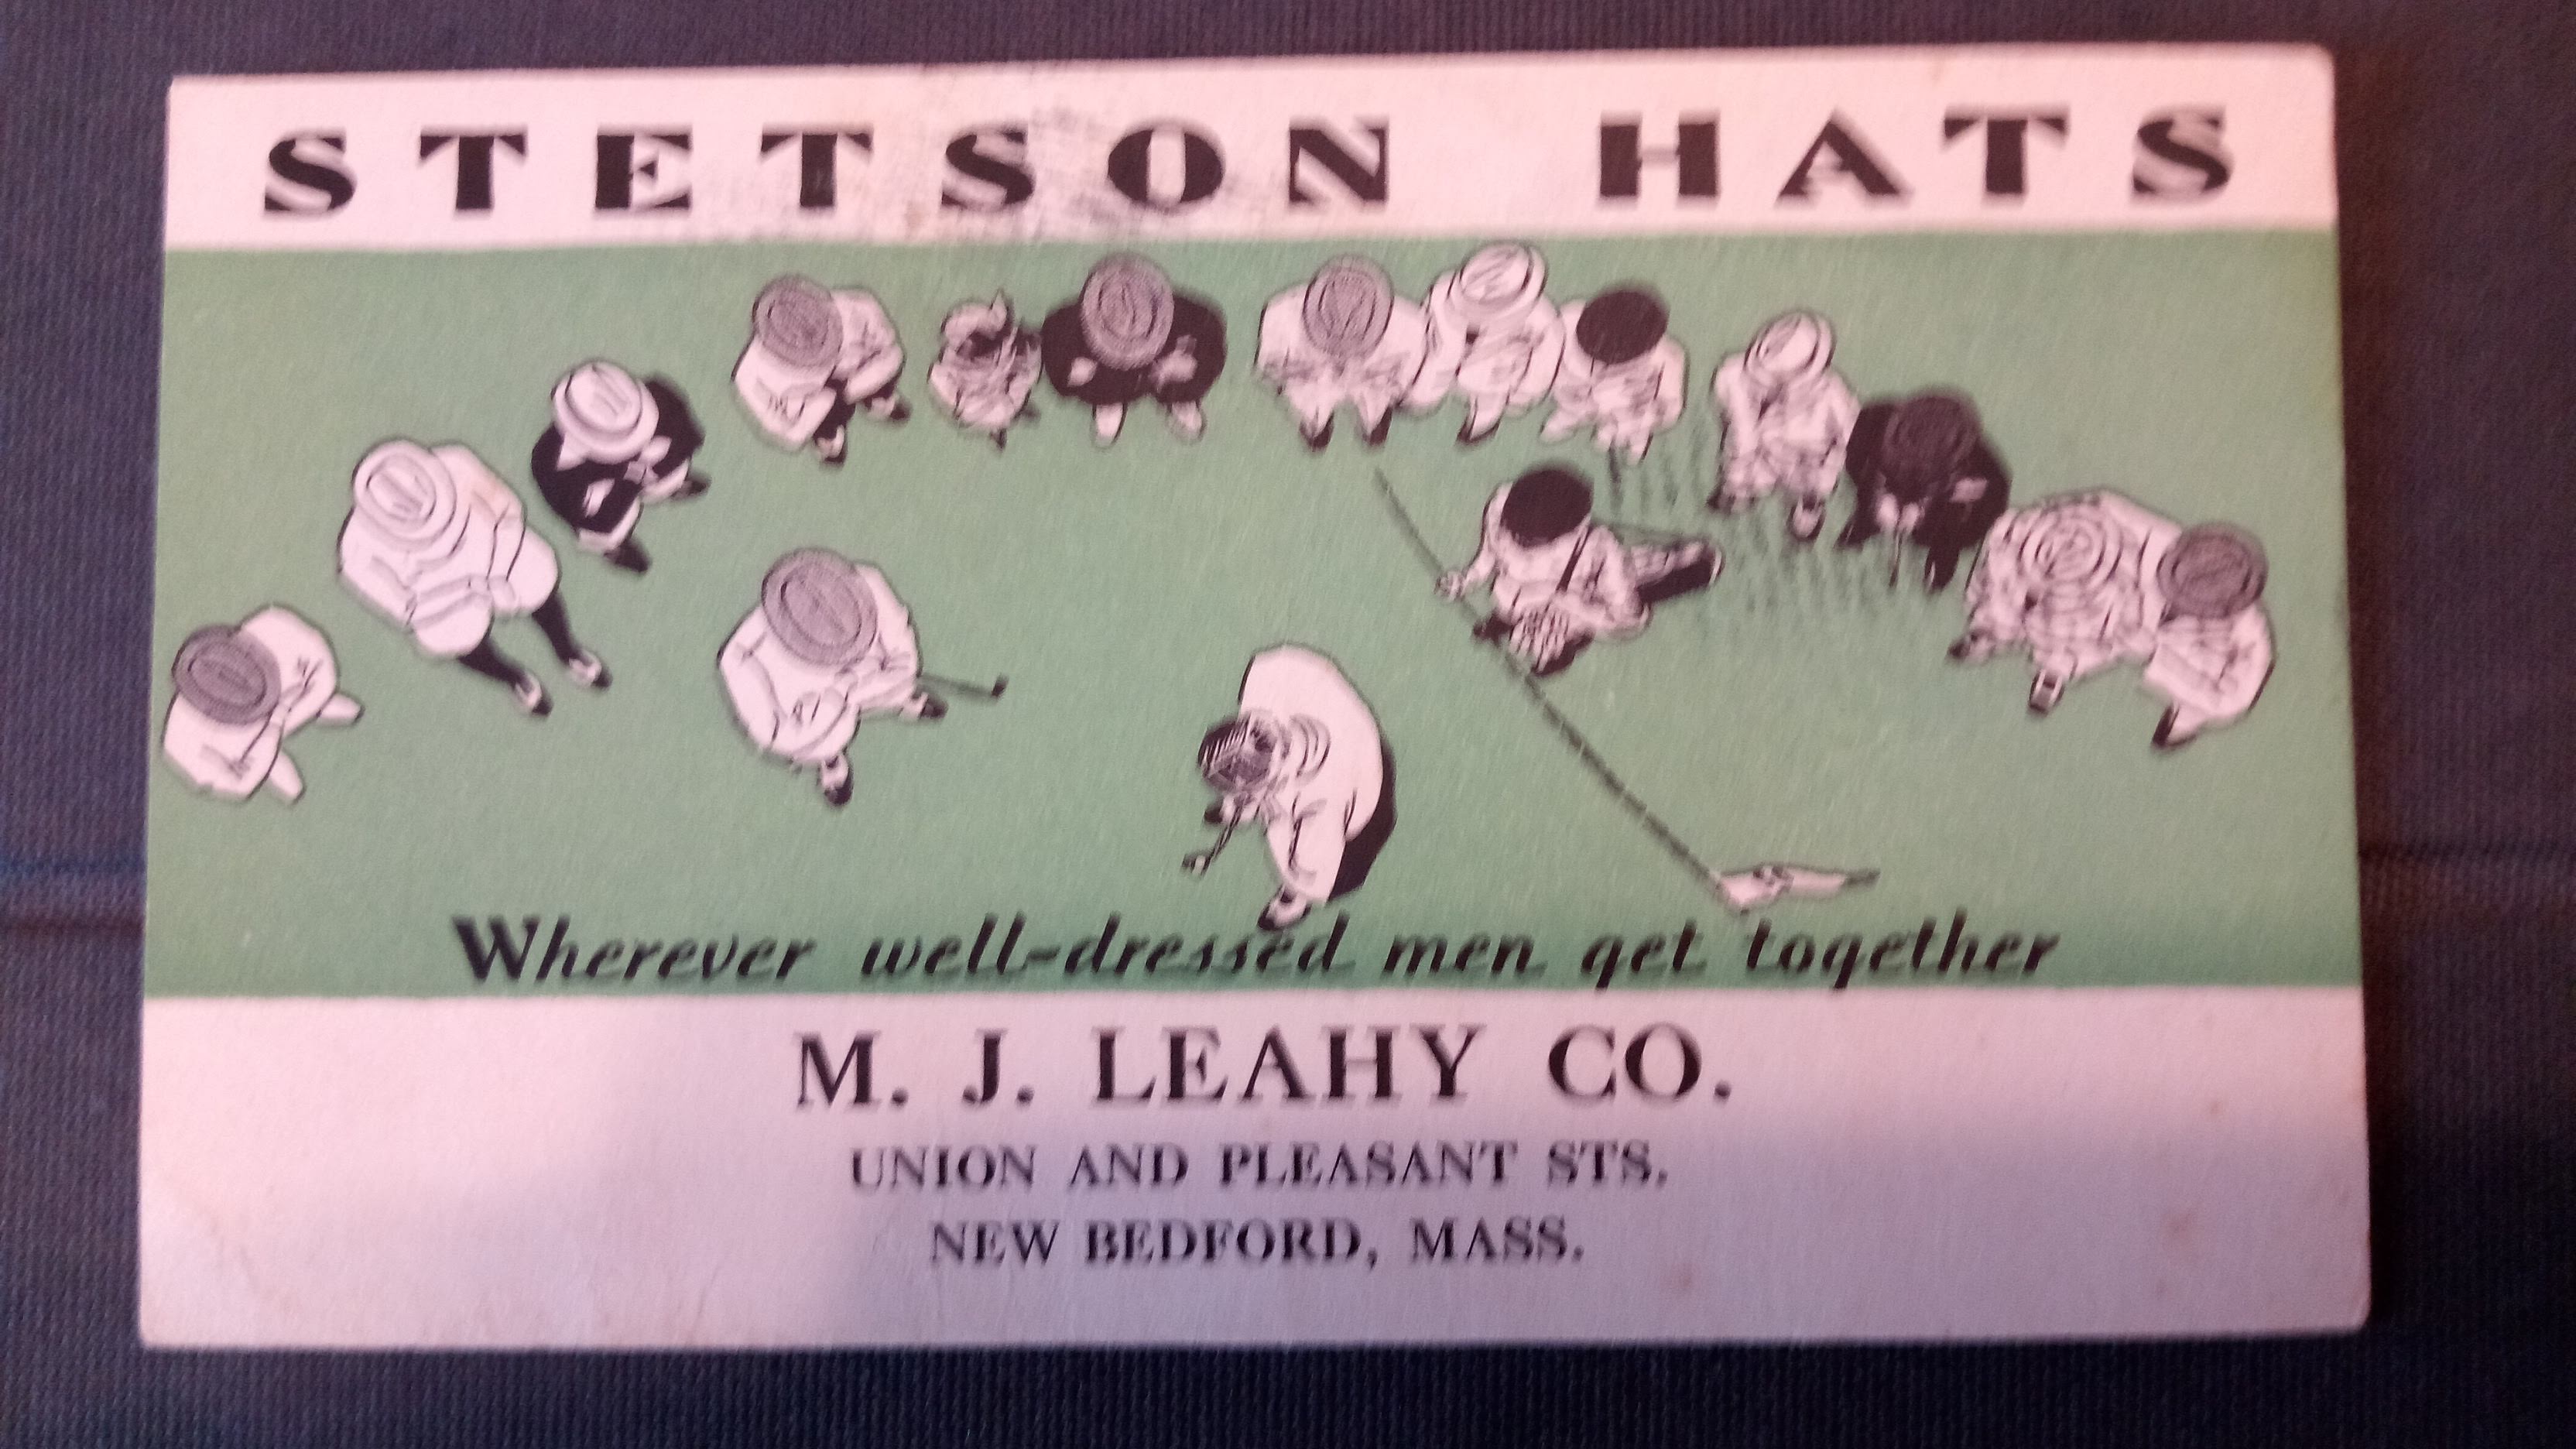 STETSON HATS
Wherever well-dressed men get together
M. J. LEAHY CO.
UNION AND PLEASANT STS.
NEW BEDFORD, MASS.